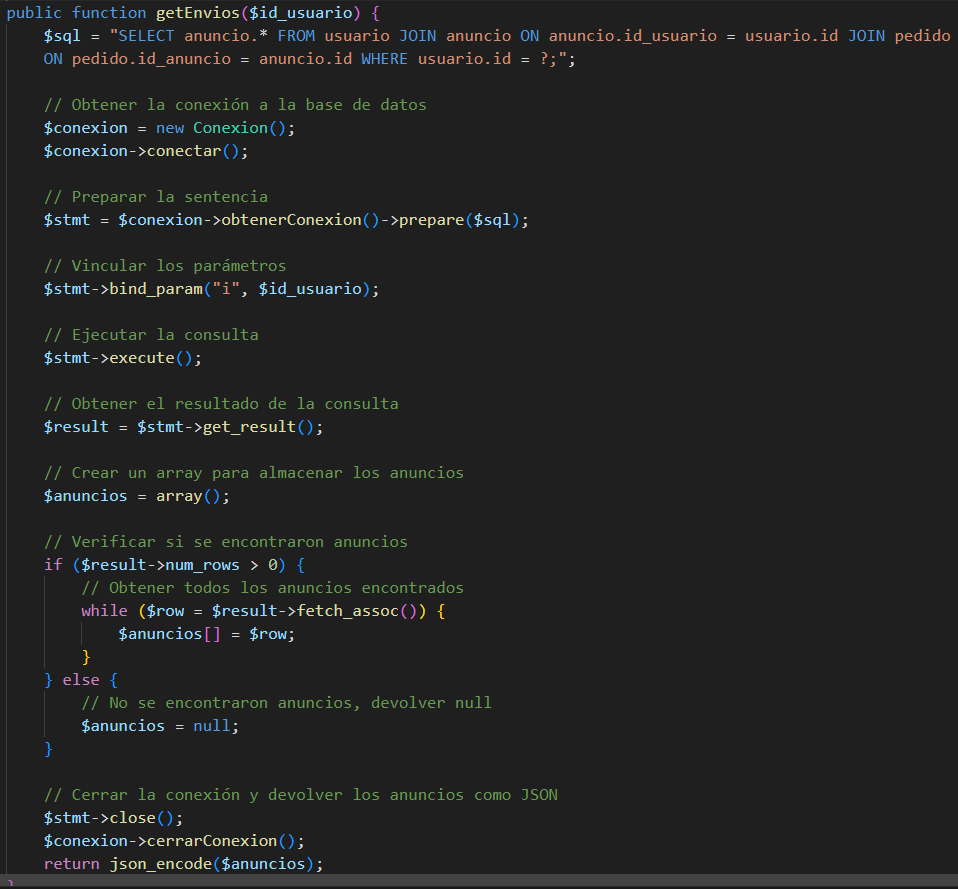 public function getEnvios($id_usuario) {
    $sql = "SELECT anuncio.* FROM usuario JOIN anuncio ON anuncio.id_usuario = usuario.id JOIN pedido
    ON pedido.id_anuncio = anuncio.id WHERE usuario.id = ?;";

    // Obtener la conexión a la base de datos
    $conexion = new Conexion();
    $conexion->conectar();

    // Preparar la sentencia
    $stmt = $conexion->obtenerConexion()->prepare($sql);

    // Vincular los parámetros
    $stmt->bind_param("i", $id_usuario);

    // Ejecutar la consulta
    $stmt->execute();

    // Obtener el resultado de la consulta
    $result = $stmt->get_result();

    // Crear un array para almacenar los anuncios
    $anuncios = array();

    // Verificar si se encontraron anuncios
    if ($result->num_rows > 0) {
        // Obtener todos los anuncios encontrados
        while ($row = $result->fetch_assoc()) {
            $anuncios[] = $row;
        }
    } else {
        // No se encontraron anuncios, devolver null
        $anuncios = null;
    }

    // Cerrar la conexión y devolver los anuncios como JSON
    $stmt->close();
    $conexion->cerrarConexion();
    return json_encode($anuncios);
}